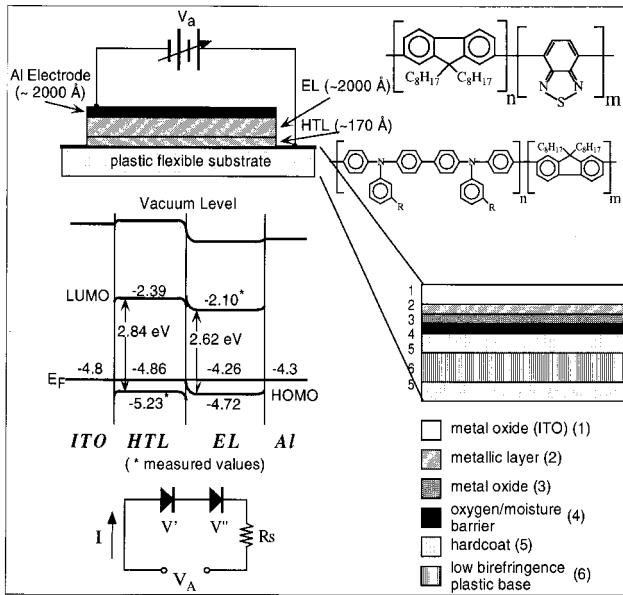 Va
Al Electrode
(~ 2000 Å)
EL (~2000 Å)
HTL (~170 Å)
plastic flexible substrate
C8H17 C8H17
n
N N
S
m
N N
R R
n
C8H17 C8H17
m
Vacuum Level
LUMO
-2.39
-2.10*
2.84 eV
2.62 eV
EF
-4.8
-4.86
-4.26
-4.3
-5.23*
-4.72
HOMO
ITO HTL EL Al
(* measured values)
I
V' V"
Rs
VA
1
2
3
4
5
6
5
metal oxide (ITO) (1)
metallic layer (2)
metal oxide (3)
oxygen/moisture
barrier (4)
hardcoat (5)
low birefringence
plastic base (6)